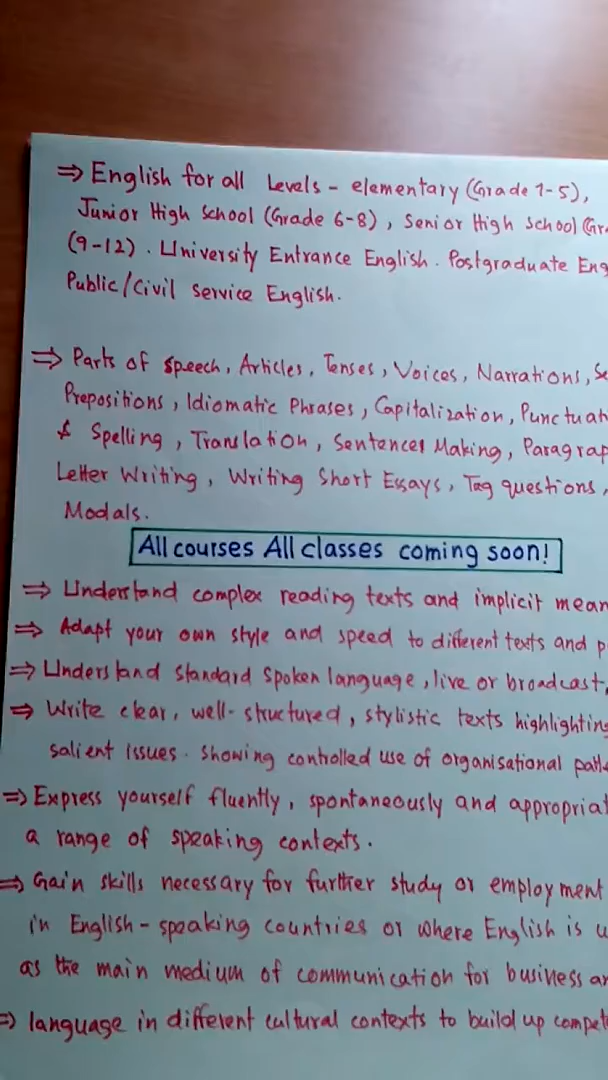 ⇒ English for all Levels - elementary (Grade 1-5),
Junior High School (Grade 6-8), Senior High School
(9-12). University Entrance English. Postgraduate
Public/Civil Service English.
⇒ Parts of Speech, Articles, Tenses, Voices, Narrations,
Prepositions, Idiomatic Phrases, Capitalization,
& Spelling, Translation, Sentences Making,
Letter Writing, Writing Short Essays, Tag questions,
Modals.
All courses All classes coming soon!
⇒ Understand complex reading texts and implicit
⇒ Adapt your own style and speed to different texts and
⇒ Understand standard spoken language, live or broadcast,
⇒ Write clear, well-structured, stylistic texts highlighting
salient issues. showing controlled use of organisational
⇒ Express yourself fluently, spontaneously and
a range of speaking contexts.
⇒ Gain skills necessary for further study or employment
in English-speaking countries or where English is
as the main medium of communication for business
⇒ language in different cultural contexts to build up